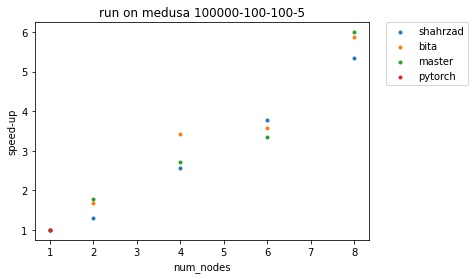 run on medusa 100000-100-100-5
speed-up
6
5
4
3
2
1
1 2 3 4 5 6 7 8
num_nodes
shahrzad
bita
master
pytorch